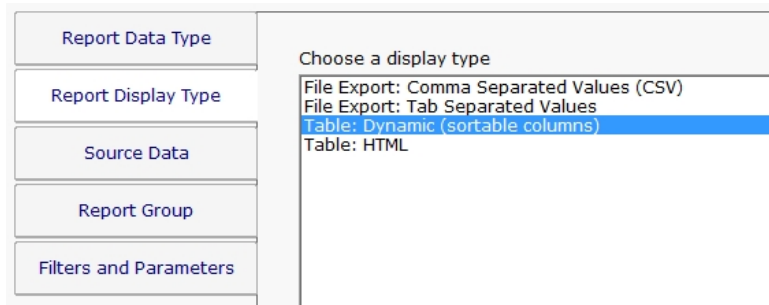 Report Data Type
Report Display Type
Source Data
Report Group
Filters and Parameters
Choose a display type
File Export: Comma Separated Values (CSV)
File Export: Tab Separated Values
Table: Dynamic (sortable columns)
Table: HTML